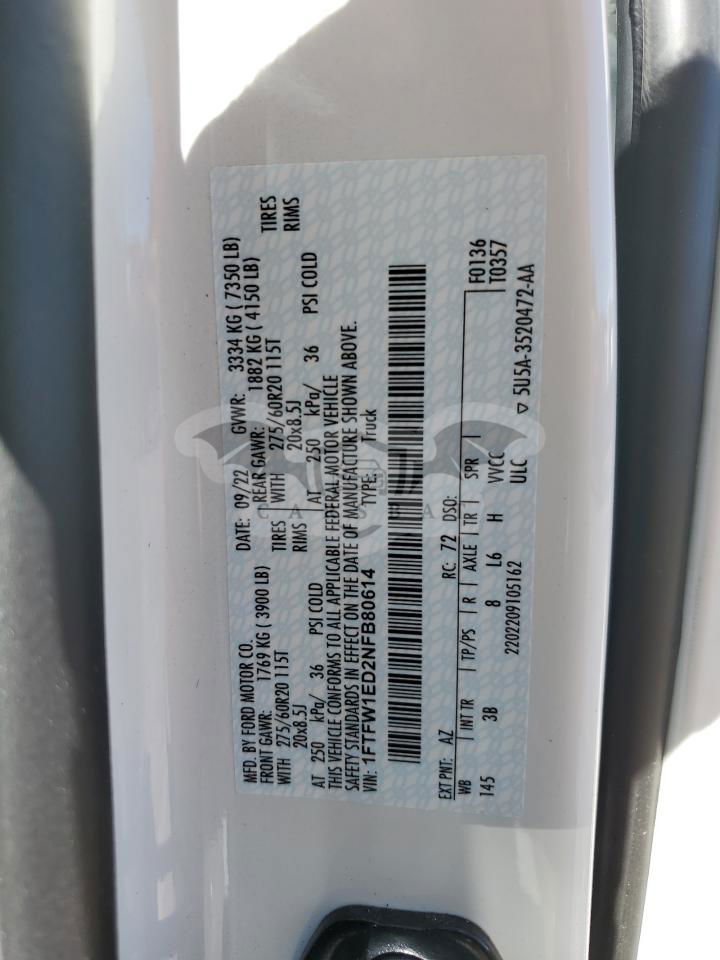 MFD. BY FORD MOTOR CO. DATE: 09/22 GVWR: 3334 KG ( 7350 LB)
FRONT GAWR: 1769 KG ( 3900 LB) REAR GAWR: 1882 KG ( 4150 LB)
WITH 275/60R20 115T TIRES WITH 275/60R20 115T TIRES
20x8.5J RIMS 20x8.5J RIMS
AT 250 kPa/ 36 PSI COLD AT 250 kPa/ 36 PSI COLD
THIS VEHICLE CONFORMS TO ALL APPLICABLE FEDERAL MOTOR VEHICLE
SAFETY STANDARDS IN EFFECT ON THE DATE OF MANUFACTURE SHOWN ABOVE.
VIN: 1FTFW1ED2NFB80614 TYPE: Truck
EXT PNT: AZ RC: 72 DSO: F0136
WB INT TR TP/PS R AXLE TR SPR T0357
145 3B 8 L6 H VVCC
2202209105162 ULC ▽ 5U5A-3520472-AA